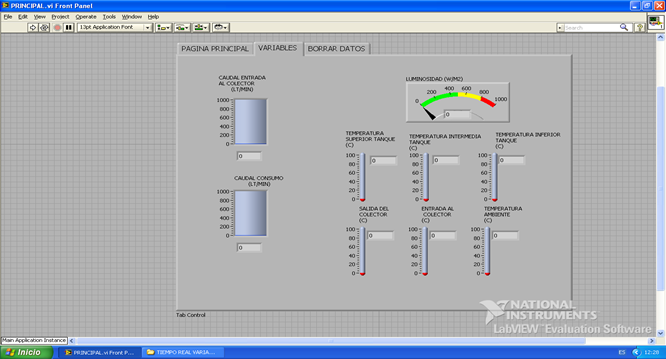 PRINCIPAL.vi Front Panel
File Edit View Project Operate Tools Window Help
13pt Application Font
Search
PAGINA PRINCIPAL VARIABLES BORRAR DATOS
CAUDAL ENTRADA
AL COLECTOR
(LT/MIN)
1000
800
600
400
200
0
0
CAUDAL CONSUMO
(LT/MIN)
1000
800
600
400
200
0
0
LUMINOSIDAD (W/M2)
0 200 400 600 800 1000
0
TEMPERATURA
SUPERIOR TANQUE
(C)
100
80
60
40
20
0
0
TEMPERATURA INTERMEDIA
TANQUE
(C)
100
80
60
40
20
0
0
TEMPERATURA INFERIOR
TANQUE
(C)
100
80
60
40
20
0
0
SALIDA DEL
COLECTOR
(C)
100
80
60
40
20
0
0
ENTRADA AL
COLECTOR
(C)
100
80
60
40
20
0
0
TEMPERATURA
AMBIENTE
(C)
100
80
60
40
20
0
0
Tab Control
NATIONAL
INSTRUMENTS
LabVIEW™ Evaluation Software
Main Application Instance
Inicio PRINCIPAL.vi Front P... TIEMPO REAL VARIA... ES 12:28